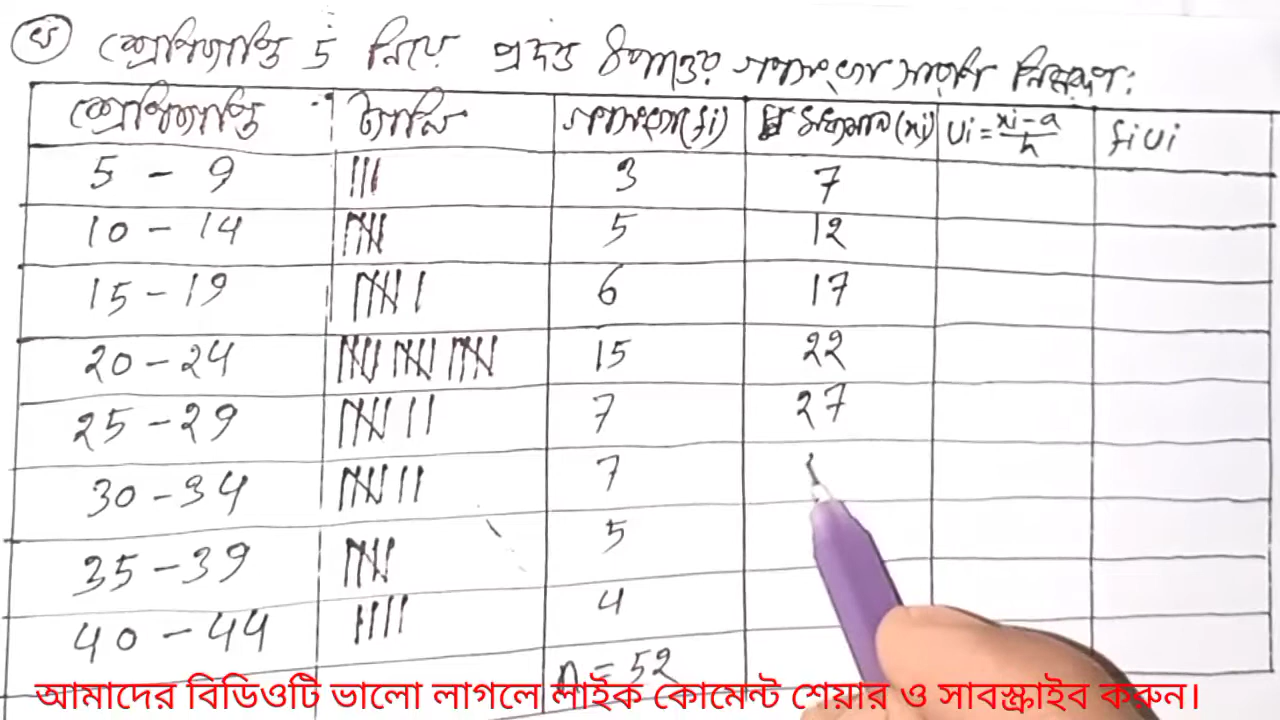 খ শ্রেণিব্যাপ্তি 5 নিয়ে প্রদত্ত উপাত্তের গণসংখ্যা সারণি নিরূপণ:
শ্রেণিব্যাপ্তি ট্যালি গণসংখ্যা(fi) মধ্যমান(xi) Ui = xi-a/h fiUi
5 - 9 |||  3 7
10 - 14 5 12
15 - 19 6 17
20 - 24 15 22
25 - 29 7 27
30 - 34 7
35 - 39 5
40 - 44 4
n = 52
আমাদের বিডিওটি ভালো লাগলে লাইক কোমেন্ট শেয়ার ও সাবস্ক্রাইব করুন।